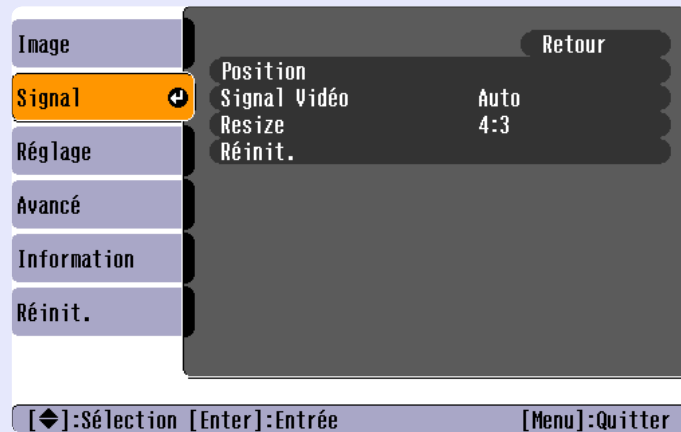 Image
Signal
Réglage
Avancé
Information
Réinit.
Retour
Position
Signal Vidéo Auto
Resize 4:3
Réinit.
[◆]:Sélection [Enter]:Entrée [Menu]:Quitter